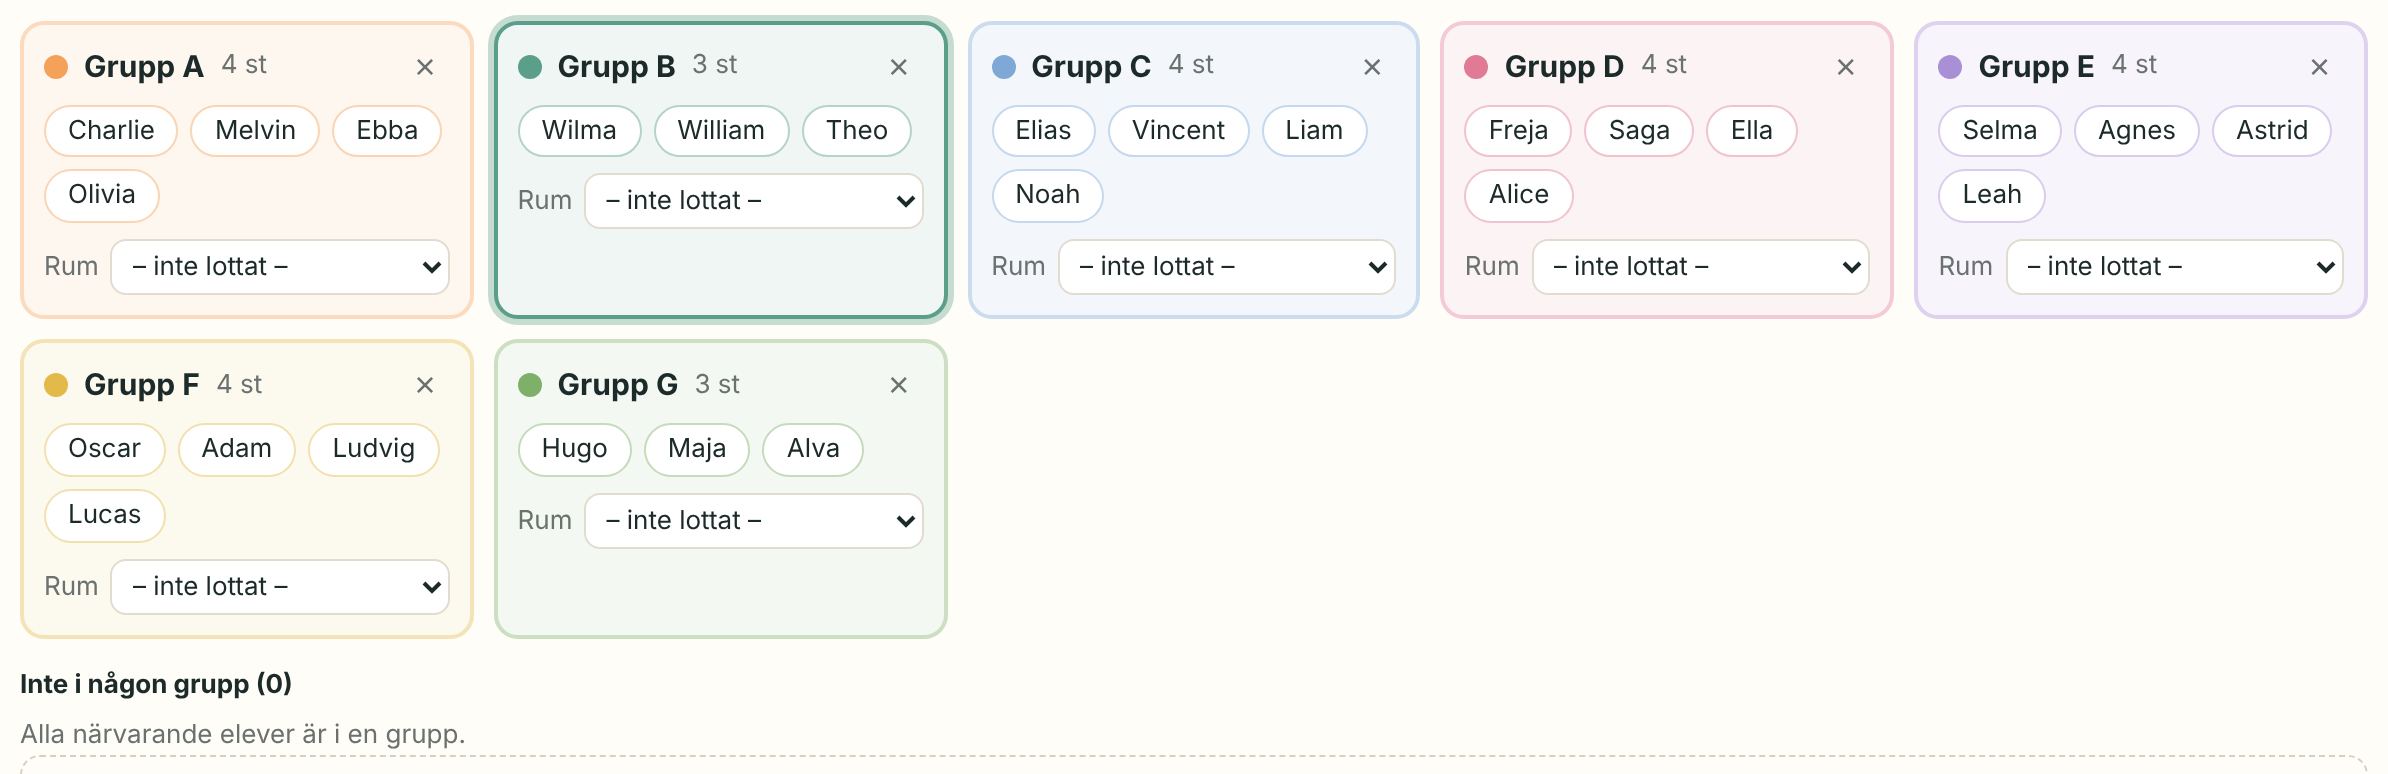 Grupp A 4 st ×
Charlie Melvin Ebba
Olivia
Rum – inte lottat –
Grupp B 3 st ×
Wilma William Theo
Rum – inte lottat –
Grupp C 4 st ×
Elias Vincent Liam
Noah
Rum – inte lottat –
Grupp D 4 st ×
Freja Saga Ella
Alice
Rum – inte lottat –
Grupp E 4 st ×
Selma Agnes Astrid
Leah
Rum – inte lottat –
Grupp F 4 st ×
Oscar Adam Ludvig
Lucas
Rum – inte lottat –
Grupp G 3 st ×
Hugo Maja Alva
Rum – inte lottat –
Inte i någon grupp (0)
Alla närvarande elever är i en grupp.